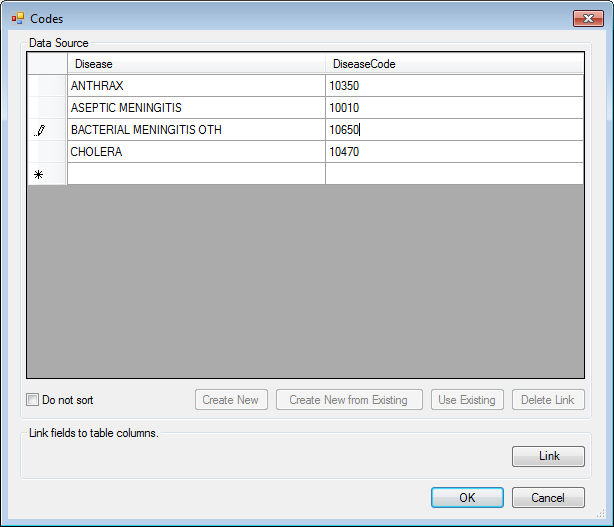 Codes
Data Source
Disease DiseaseCode
ANTHRAX 10350
ASEPTIC MENINGITIS 10010
BACTERIAL MENINGITIS OTH 10650
CHOLERA 10470
Do not sort Create New Create New from Existing Use Existing Delete Link
Link fields to table columns.
Link
OK Cancel